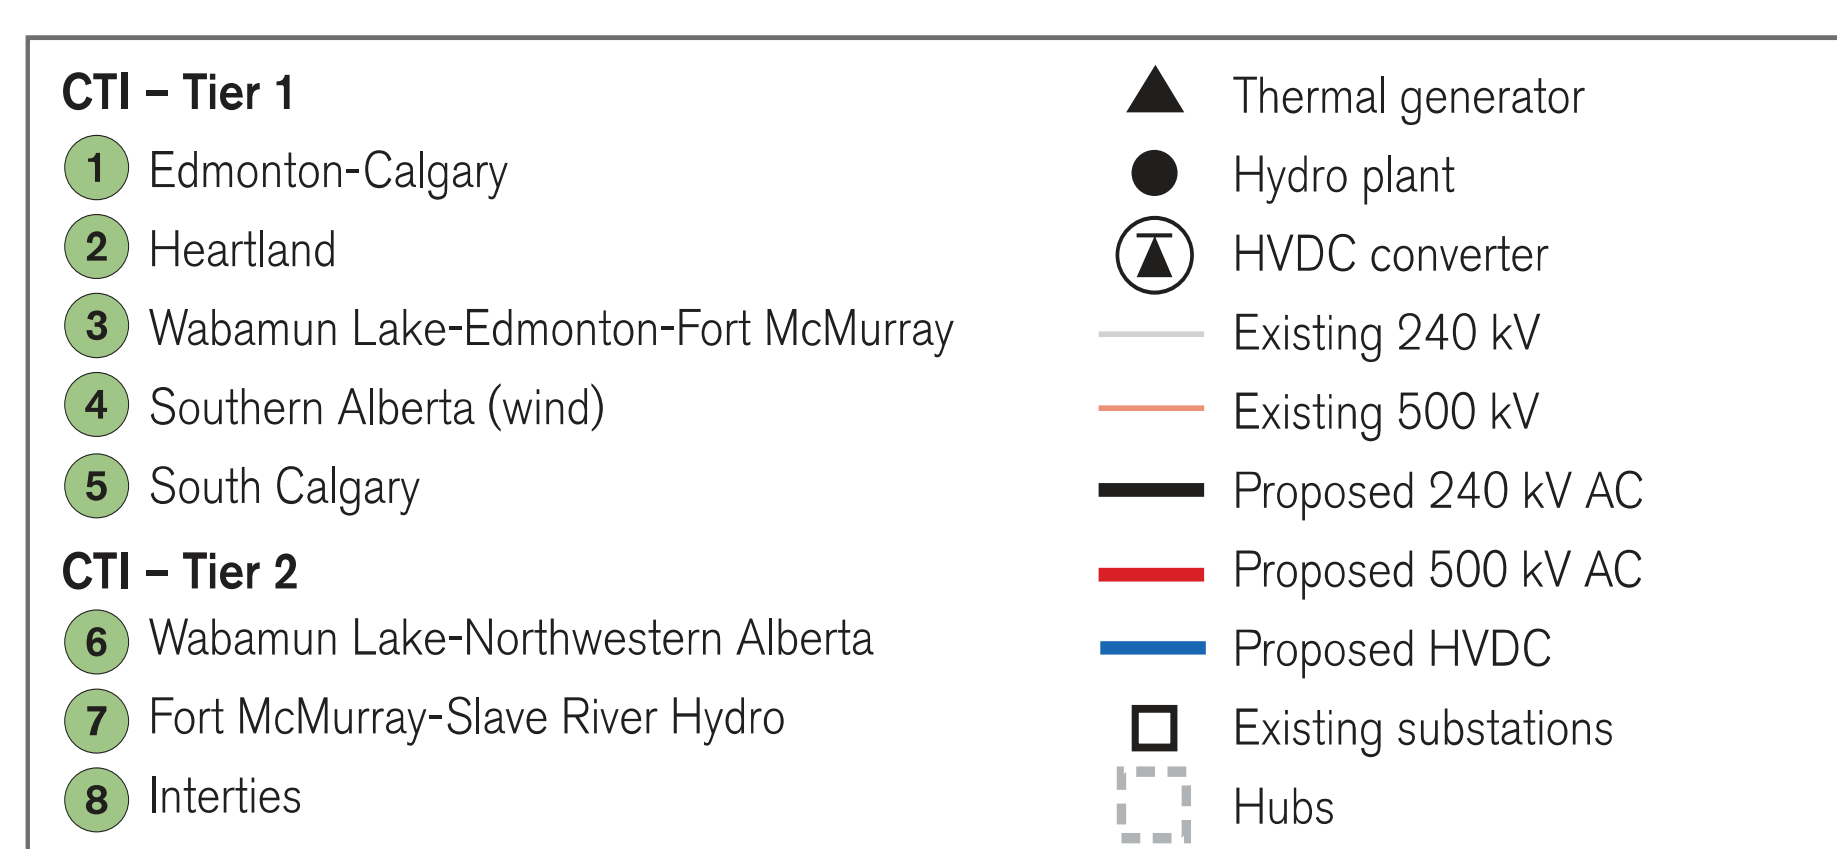 CTI – Tier 1
1 Edmonton-Calgary
2 Heartland
3 Wabamun Lake-Edmonton-Fort McMurray
4 Southern Alberta (wind)
5 South Calgary
CTI – Tier 2
6 Wabamun Lake-Northwestern Alberta
7 Fort McMurray-Slave River Hydro
8 Interties
Thermal generator
Hydro plant
HVDC converter
Existing 240 kV
Existing 500 kV
Proposed 240 kV AC
Proposed 500 kV AC
Proposed HVDC
Existing substations
Hubs